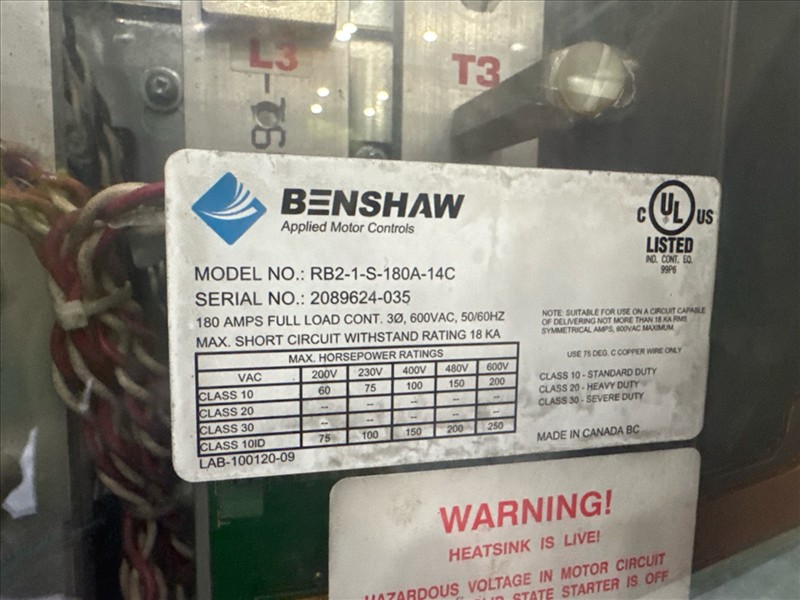 L3
T3
91-
BENSHAW
Applied Motor Controls
C UL US
LISTED
IND. CONT. EQ.
99P6
MODEL NO.: RB2-1-S-180A-14C
SERIAL NO.: 2089624-035
180 AMPS FULL LOAD CONT. 3Ø, 600VAC, 50/60HZ
MAX. SHORT CIRCUIT WITHSTAND RATING 18 KA
MAX. HORSEPOWER RATINGS
VAC 200V 230V 400V 480V 600V
CLASS 10 60 75 100 150 200
CLASS 20 -- -- -- -- --
CLASS 30 -- -- -- -- --
CLASS 10ID 75 100 150 200 250
LAB-100120-09
NOTE: SUITABLE FOR USE ON A CIRCUIT CAPABLE
OF DELIVERING NOT MORE THAN 18 KA RMS
SYMMETRICAL AMPS, 600VAC MAXIMUM.
USE 75 DEG. C COPPER WIRE ONLY
CLASS 10 - STANDARD DUTY
CLASS 20 - HEAVY DUTY
CLASS 30 - SEVERE DUTY
MADE IN CANADA BC
WARNING!
HEATSINK IS LIVE!
HAZARDOUS VOLTAGE IN MOTOR CIRCUIT
STATE STARTER IS OFF